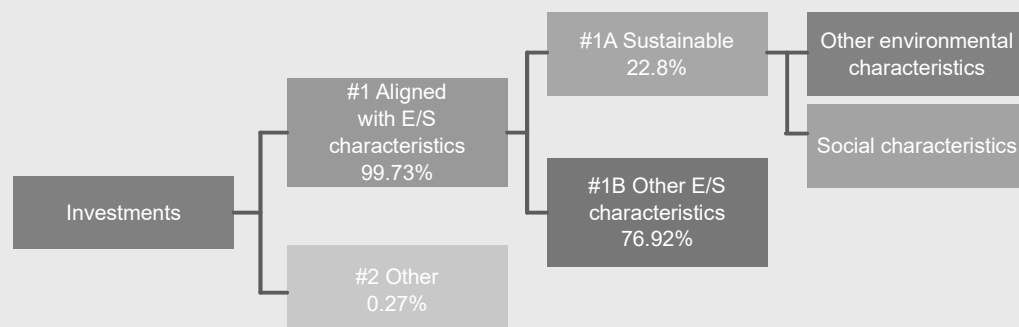 Investments
#1 Aligned
with E/S
characteristics
99.73%
#2 Other
0.27%
#1A Sustainable
22.8%
#1B Other E/S
characteristics
76.92%
Other environmental
characteristics
Social characteristics